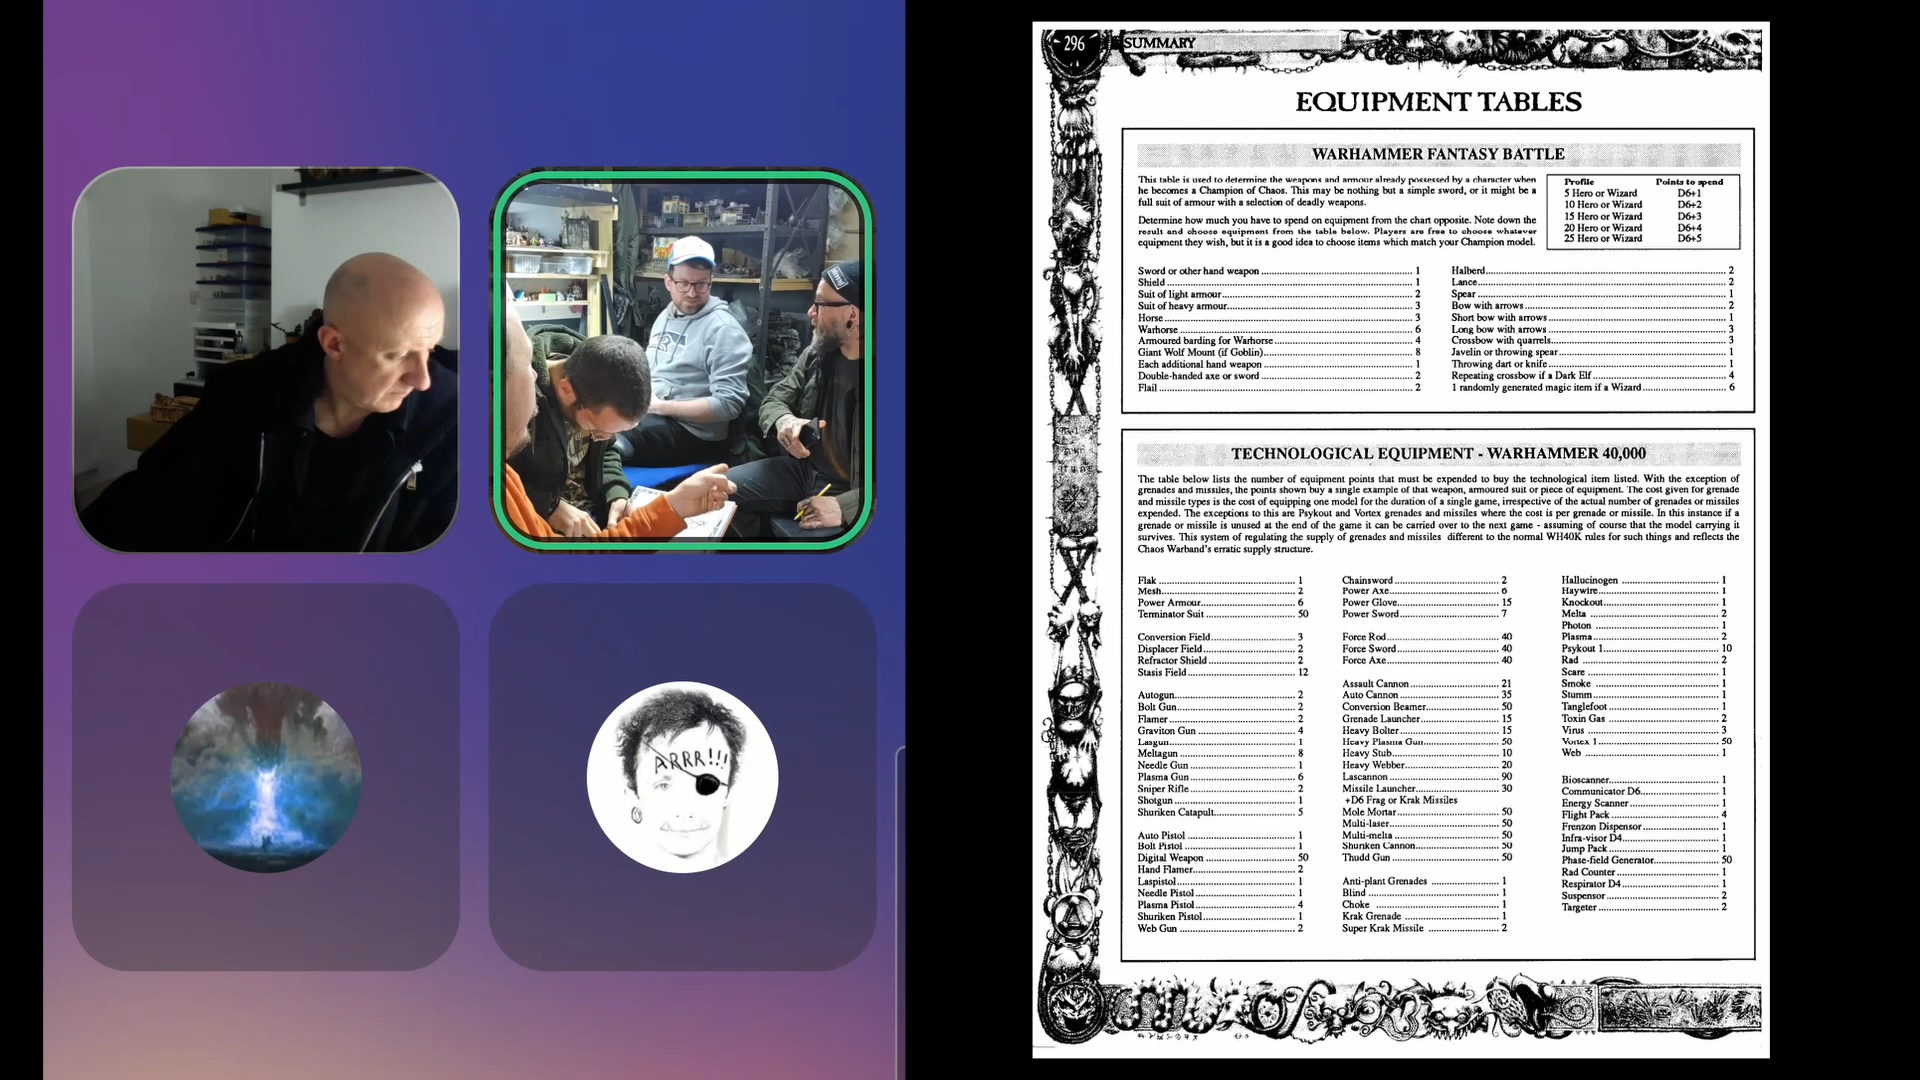 ARRR!!!
296
SUMMARY
EQUIPMENT TABLES
WARHAMMER FANTASY BATTLE
This table is used to determine the weapons and armour already possessed by a character when
he becomes a Champion of Chaos. This may be nothing but a simple sword, or it might be a
full suit of armour with a selection of deadly weapons.
Determine how much you have to spend on equipment from the chart opposite. Note down the
result and choose equipment from the table below. Players are free to choose whatever
equipment they wish, but it is a good idea to choose items which match your Champion model.
Profile Points to spend
5 Hero or Wizard D6+1
10 Hero or Wizard D6+2
15 Hero or Wizard D6+3
20 Hero or Wizard D6+4
25 Hero or Wizard D6+5
Sword or other hand weapon 1
Shield 1
Suit of light armour 2
Suit of heavy armour 3
Horse 3
Warhorse 6
Armoured barding for Warhorse 4
Giant Wolf Mount (if Goblin) 8
Each additional hand weapon 1
Double-handed axe or sword 2
Flail 2
Halberd 2
Lance 2
Spear 1
Bow with arrows 2
Short bow with arrows 1
Long bow with arrows 3
Crossbow with quarrels 3
Javelin or throwing spear 1
Throwing dart or knife 1
Repeating crossbow if a Dark Elf 4
1 randomly generated magic item if a Wizard 6
TECHNOLOGICAL EQUIPMENT - WARHAMMER 40,000
The table below lists the number of equipment points that must be expended to buy the technological item listed. With the exception of
grenades and missiles, the points shown buy a single example of that weapon, armoured suit or piece of equipment. The cost given for grenade
and missile types is the cost of equipping one model for the duration of a single game, irrespective of the actual number of grenades or missiles
expended. The exceptions to this are Psykout and Vortex grenades and missiles where the cost is per grenade or missile. In this instance if a
grenade or missile is unused at the end of the game it can be carried over to the next game - assuming of course that the model carrying it
survives. This system of regulating the supply of grenades and missiles different to the normal WH40K rules for such things and reflects the
Chaos Warband's erratic supply structure.
Flak 1
Mesh 2
Power Armour 6
Terminator Suit 50
Conversion Field 3
Displacer Field 2
Refractor Shield 2
Stasis Field 12
Autogun 2
Bolt Gun 2
Flamer 2
Graviton Gun 4
Lasgun 1
Meltagun 8
Needle Gun 1
Plasma Gun 6
Sniper Rifle 2
Shotgun 1
Shuriken Catapult 5
Auto Pistol 1
Bolt Pistol 1
Digital Weapon 50
Hand Flamer 2
Laspistol 1
Needle Pistol 1
Plasma Pistol 4
Shuriken Pistol 1
Web Gun 2
Chainsword 2
Power Axe 6
Power Glove 15
Power Sword 7
Force Rod 40
Force Sword 40
Force Axe 40
Assault Cannon 21
Auto Cannon 35
Conversion Beamer 50
Grenade Launcher 15
Heavy Bolter 15
Heavy Plasma Gun 50
Heavy Stub 10
Heavy Webber 20
Lascannon 90
Missile Launcher 30
+D6 Frag or Krak Missiles
Mole Mortar 50
Multi-laser 50
Multi-melta 50
Shuriken Cannon 50
Thudd Gun 50
Anti-plant Grenades 1
Blind 1
Choke 1
Krak Grenade 1
Super Krak Missile 2
Hallucinogen 1
Haywire 1
Knockout 1
Melta 2
Photon 1
Plasma 2
Psykout 1 10
Rad 2
Scare 1
Smoke 1
Stumm 1
Tanglefoot 1
Toxin Gas 2
Virus 3
Vortex 1 50
Web 1
Bioscanner 1
Communicator D6 1
Energy Scanner 1
Flight Pack 4
Frenzon Dispensor 1
Infra-visor D4 1
Jump Pack 1
Phase-field Generator 50
Rad Counter 1
Respirator D4 1
Suspensor 2
Targeter 2